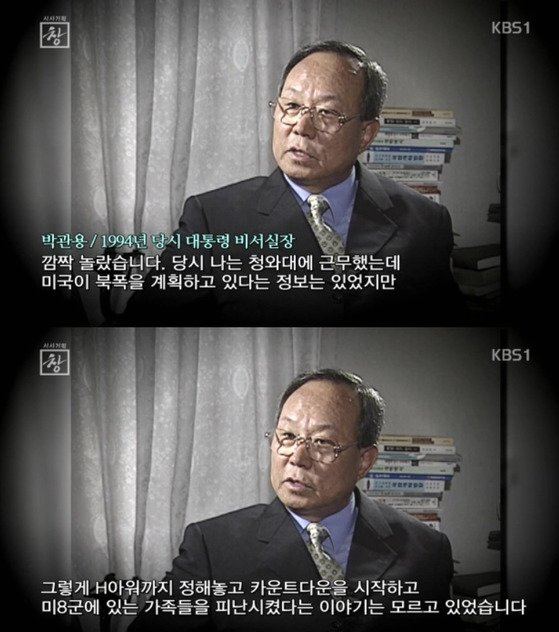 시사기획
창
KBS1
박관용 / 1994년 당시 대통령 비서실장
깜짝 놀랐습니다. 당시 나는 청와대에 근무했는데
미국이 북폭을 계획하고 있다는 정보는 있었지만
시사기획
창
KBS1
그렇게 H아워까지 정해놓고 카운트다운을 시작하고
미8군에 있는 가족들을 피난시켰다는 이야기는 모르고 있었습니다